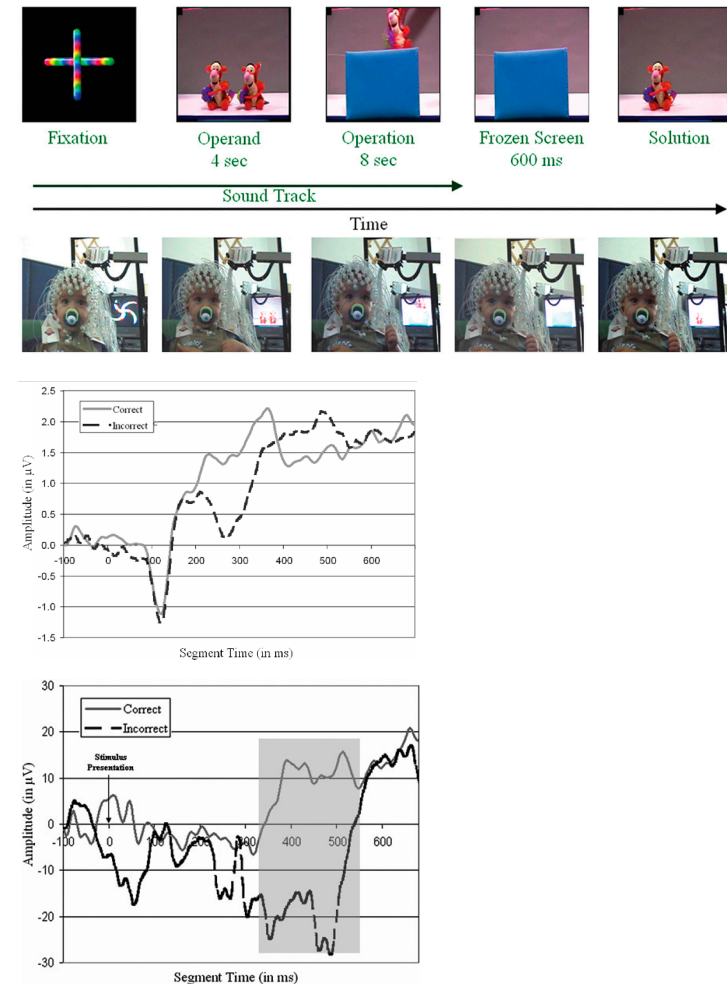 Fixation
Operand
4 sec
Operation
8 sec
Frozen Screen
600 ms
Solution
Sound Track
Time
2.5
2.0
1.5
1.0
0.5
0.0
-0.5
-1.0
-1.5
Amplitude (in µV)
Correct
Incorrect
-100 0 100 200 300 400 500 600
Segment Time (in ms)
30
20
10
0
-10
-20
-30
Amplitude (in µV)
Correct
Incorrect
Stimulus
Presentation
-100 0 100 200 300 400 500 600
Segment Time (in ms)